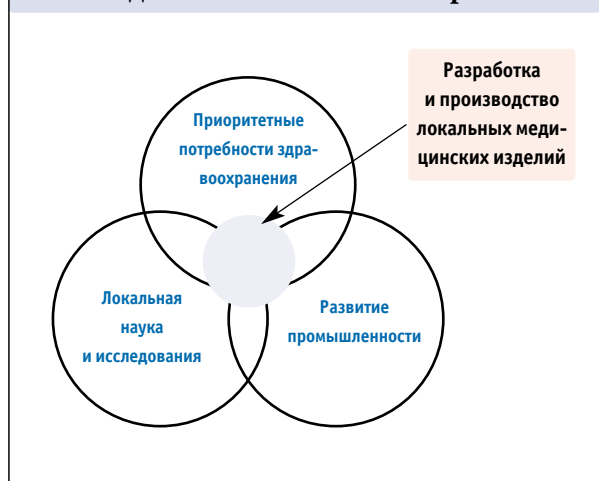 Разработка
и производство
локальных меди-
цинских изделий
Приоритетные
потребности здра-
воохранения
Локальная
наука
и исследования
Развитие
промышленности